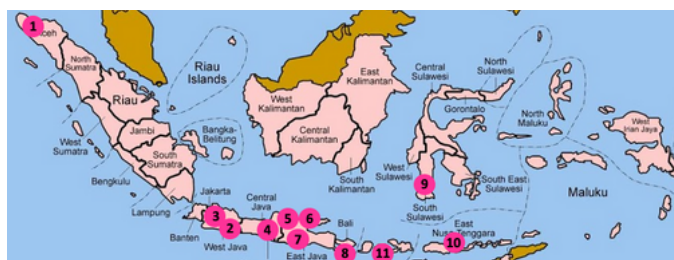 1
Aceh
North
Sumatra
Riau
Islands
Riau
West
Sumatra
Jambi
Bangka-
Belitung
South
Sumatra
Bengkulu
Lampung
West
Kalimantan
East
Kalimantan
Central
Kalimantan
South
Kalimantan
Central
Sulawesi
North
Sulawesi
Gorontalo
North
Maluku
West
Irian Jaya
West
Sulawesi
9
South East
Sulawesi
South
Sulawesi
Maluku
Jakarta
3
2
Banten
West Java
Central
Java
4
5
6
7
East Java
Bali
8
11
East
Nusa Tenggara
10